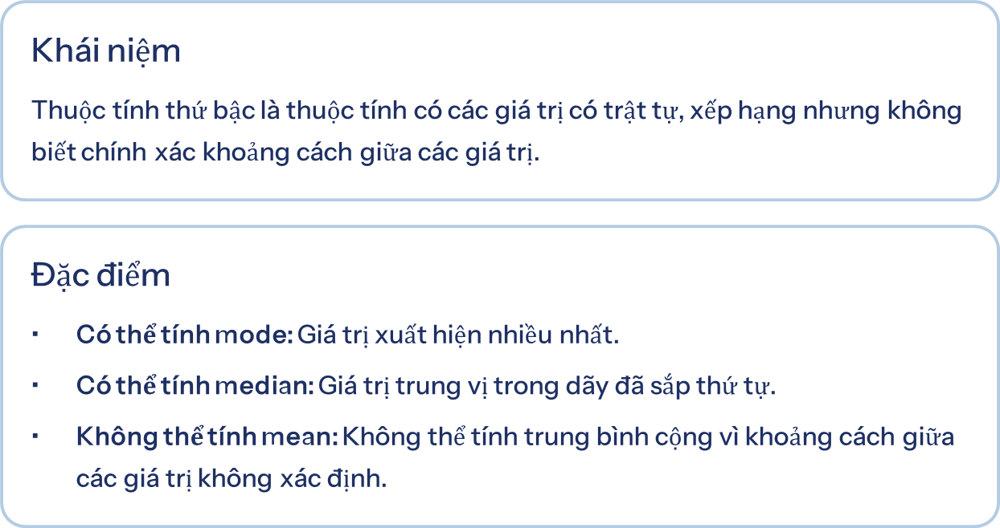 Khái niệm
Thuộc tính thứ bậc là thuộc tính có các giá trị có trật tự, xếp hạng nhưng không
biết chính xác khoảng cách giữa các giá trị.
Đặc điểm
▪ Có thể tính mode: Giá trị xuất hiện nhiều nhất.
▪ Có thể tính median: Giá trị trung vị trong dãy đã sắp thứ tự.
▪ Không thể tính mean: Không thể tính trung bình cộng vì khoảng cách giữa
các giá trị không xác định.